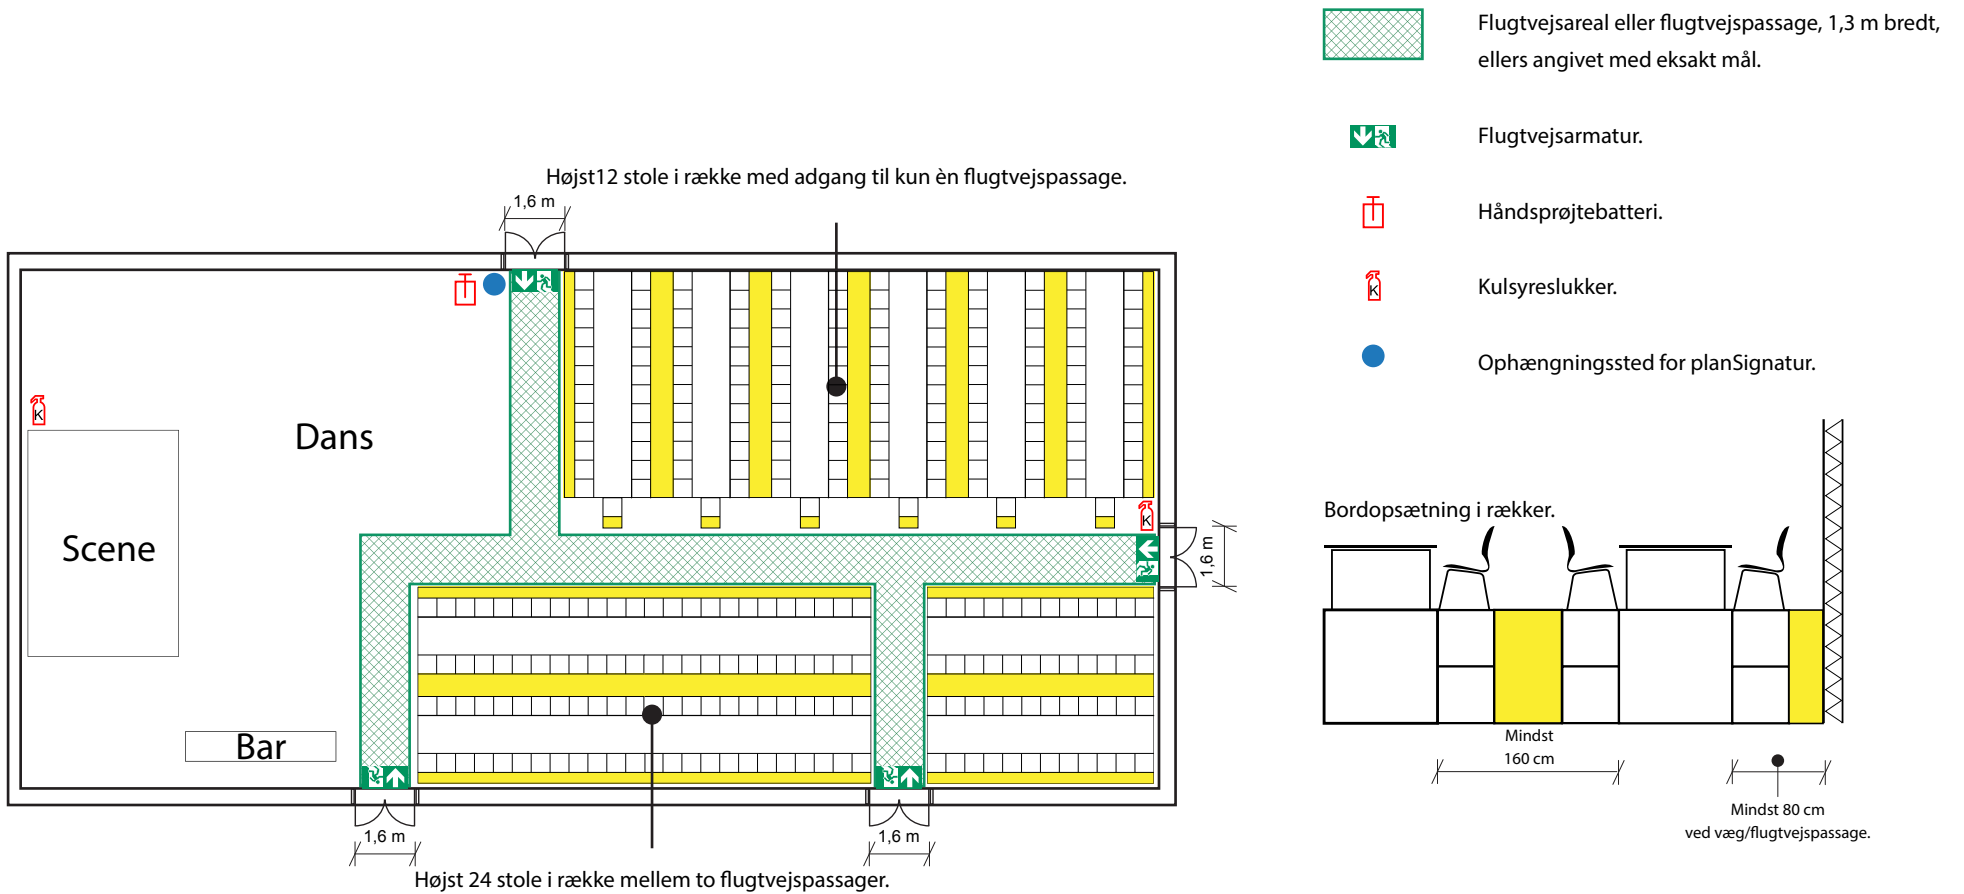 Flugtvejsareal eller flugtvejspassage, 1,3 m bredt,
ellers angivet med eksakt mål.
Flugtvejsarmatur.
Håndsprøjtebatteri.
K
Kulsyreslukker.
Ophængningssted for planSignatur.
Højst12 stole i række med adgang til kun èn flugtvejspassage.
1,6 m
K
Dans
Scene
Bar
K
1,6 m
1,6 m
1,6 m
Højst 24 stole i række mellem to flugtvejspassager.
Bordopsætning i rækker.
Mindst
160 cm
Mindst 80 cm
ved væg/flugtvejspassage.